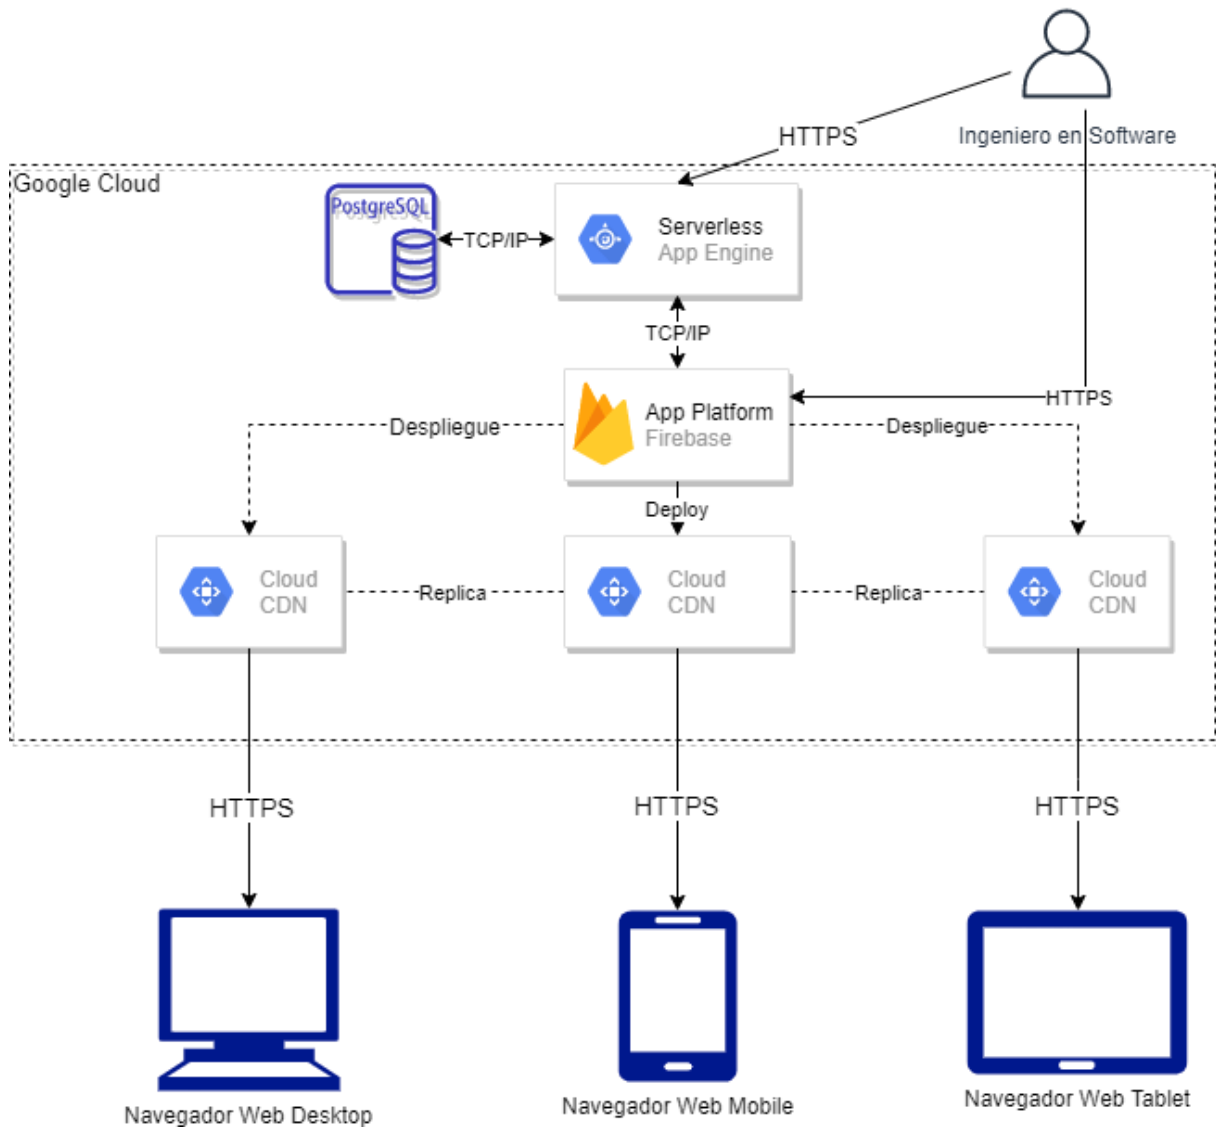 Ingeniero en Software
HTTPS
Google Cloud
PostgreSQL
TCP/IP
Serverless
App Engine
TCP/IP
App Platform
Firebase
HTTPS
Despliegue
Despliegue
Deploy
Cloud
CDN
Replica
Cloud
CDN
Replica
Cloud
CDN
HTTPS
HTTPS
HTTPS
Navegador Web Desktop
Navegador Web Mobile
Navegador Web Tablet